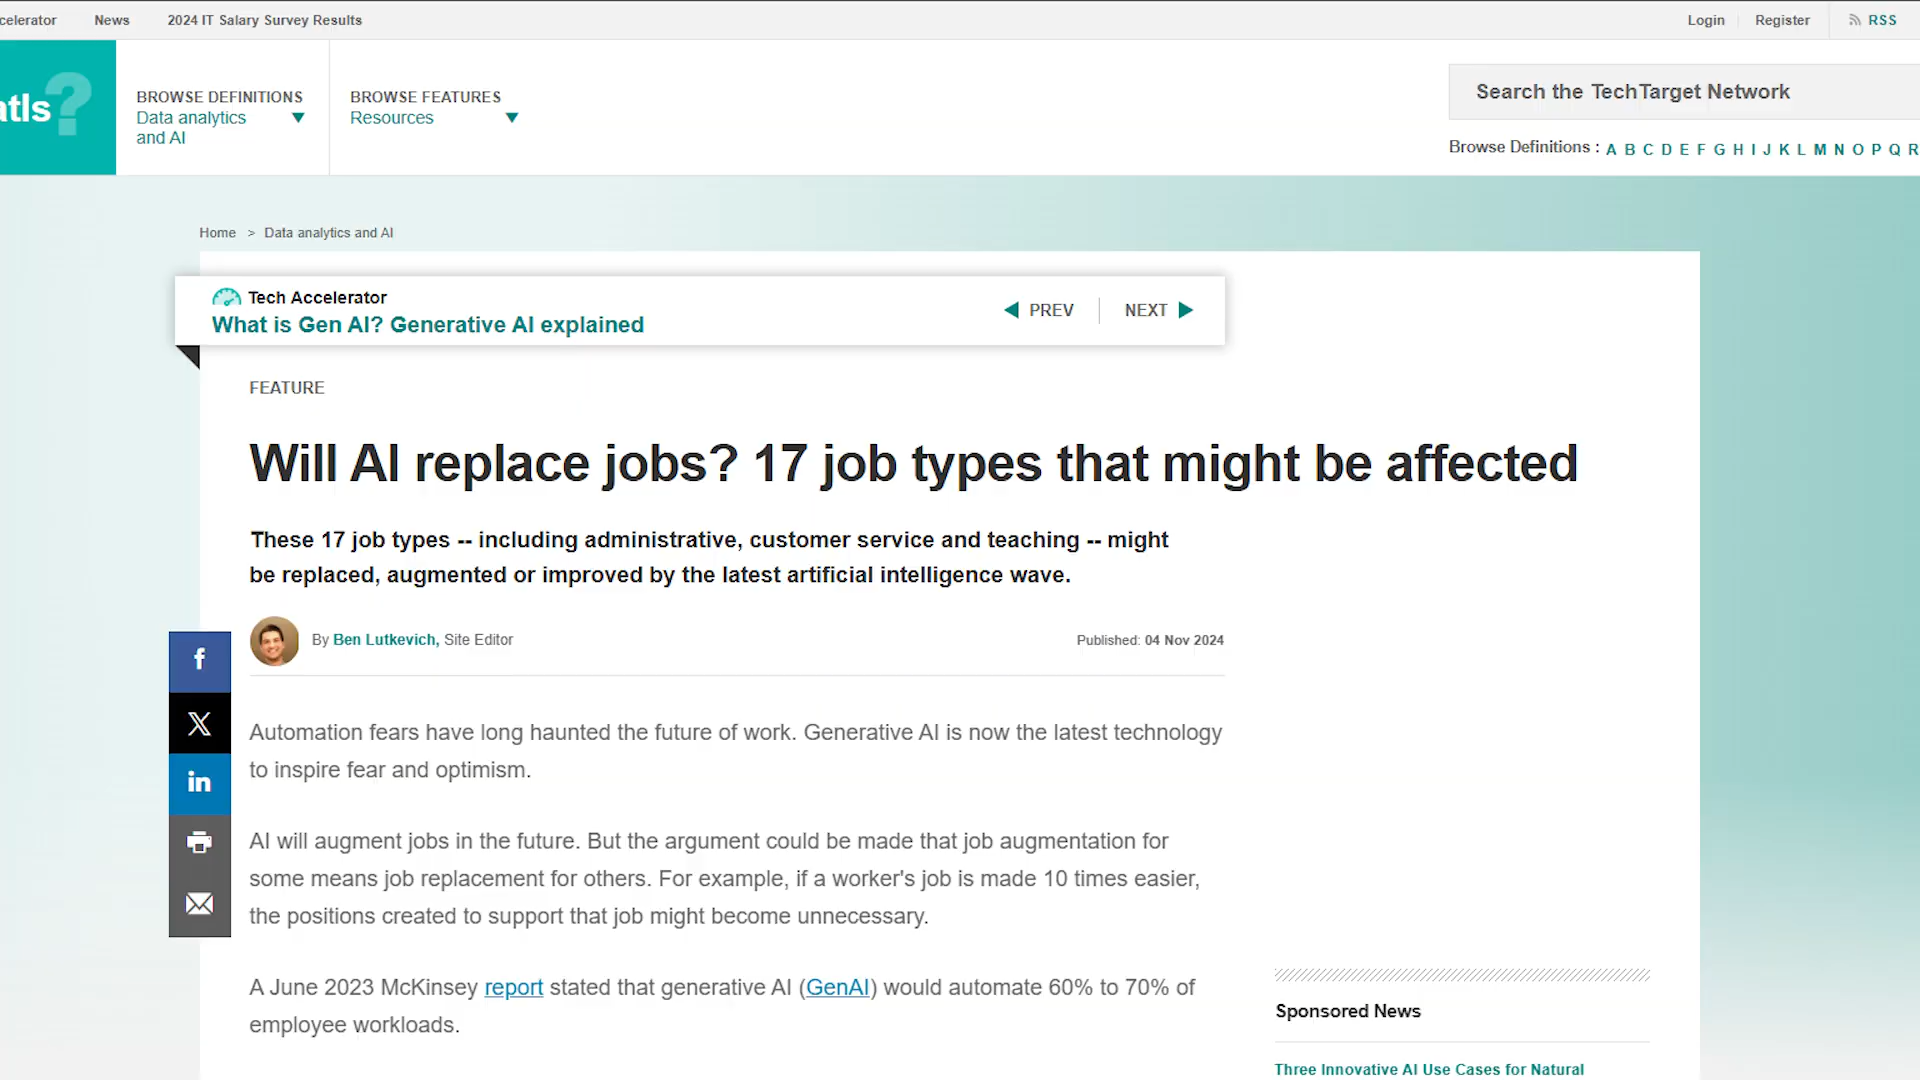 celerator News 2024 IT Salary Survey Results Login Register RSS
atIs?
BROWSE DEFINITIONS
Data analytics
and AI
BROWSE FEATURES
Resources
Search the TechTarget Network
Browse Definitions : A B C D E F G H I J K L M N O P Q R
Home > Data analytics and AI
Tech Accelerator
What is Gen AI? Generative AI explained
PREV NEXT
FEATURE
Will AI replace jobs? 17 job types that might be affected
These 17 job types -- including administrative, customer service and teaching -- might
be replaced, augmented or improved by the latest artificial intelligence wave.
By Ben Lutkevich, Site Editor
Published: 04 Nov 2024
f
X
in
Automation fears have long haunted the future of work. Generative AI is now the latest technology
to inspire fear and optimism.
AI will augment jobs in the future. But the argument could be made that job augmentation for
some means job replacement for others. For example, if a worker's job is made 10 times easier,
the positions created to support that job might become unnecessary.
A June 2023 McKinsey report stated that generative AI (GenAI) would automate 60% to 70% of
employee workloads.
Sponsored News
Three Innovative AI Use Cases for Natural